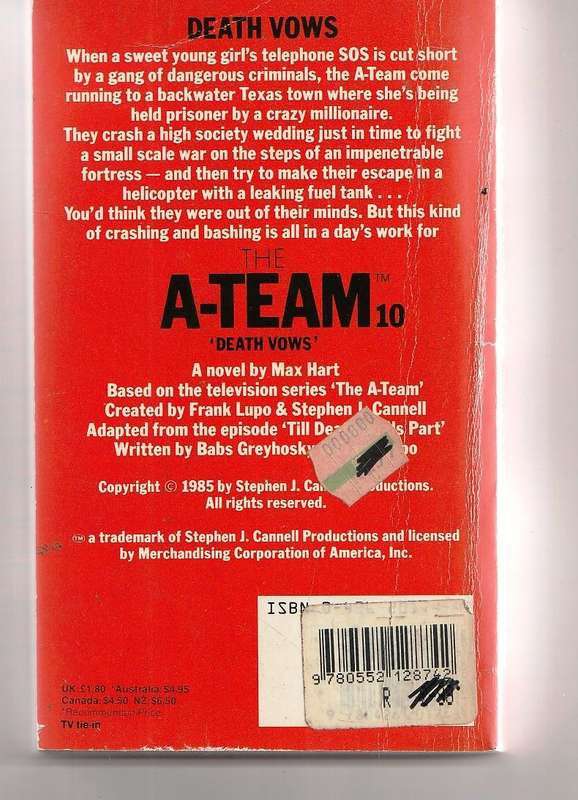 DEATH VOWS
When a sweet young girl's telephone SOS is cut short
by a gang of dangerous criminals, the A-Team come
running to a backwater Texas town where she's being
held prisoner by a crazy millionaire.
They crash a high society wedding just in time to fight
a small scale war on the steps of an impenetrable
fortress — and then try to make their escape in a
helicopter with a leaking fuel tank . . .
You'd think they were out of their minds. But this kind
of crashing and bashing is all in a day's work for
THE
A-TEAM™ 10
'DEATH VOWS'
A novel by Max Hart
Based on the television series 'The A-Team'
Created by Frank Lupo & Stephen J. Cannell
Adapted from the episode 'Till Part'
Written by Babs Greyhosky
000000
Copyright © 1985 by Stephen J.
All rights reserved.
™ a trademark of Stephen J. Cannell Productions and licensed
by Merchandising Corporation of America, Inc.
ISBN
9 780552 128742
R
UK: £1.80 *Australia: $4.95
Canada: $4.50 NZ: $6.50
*Recommended Price
TV tie-in